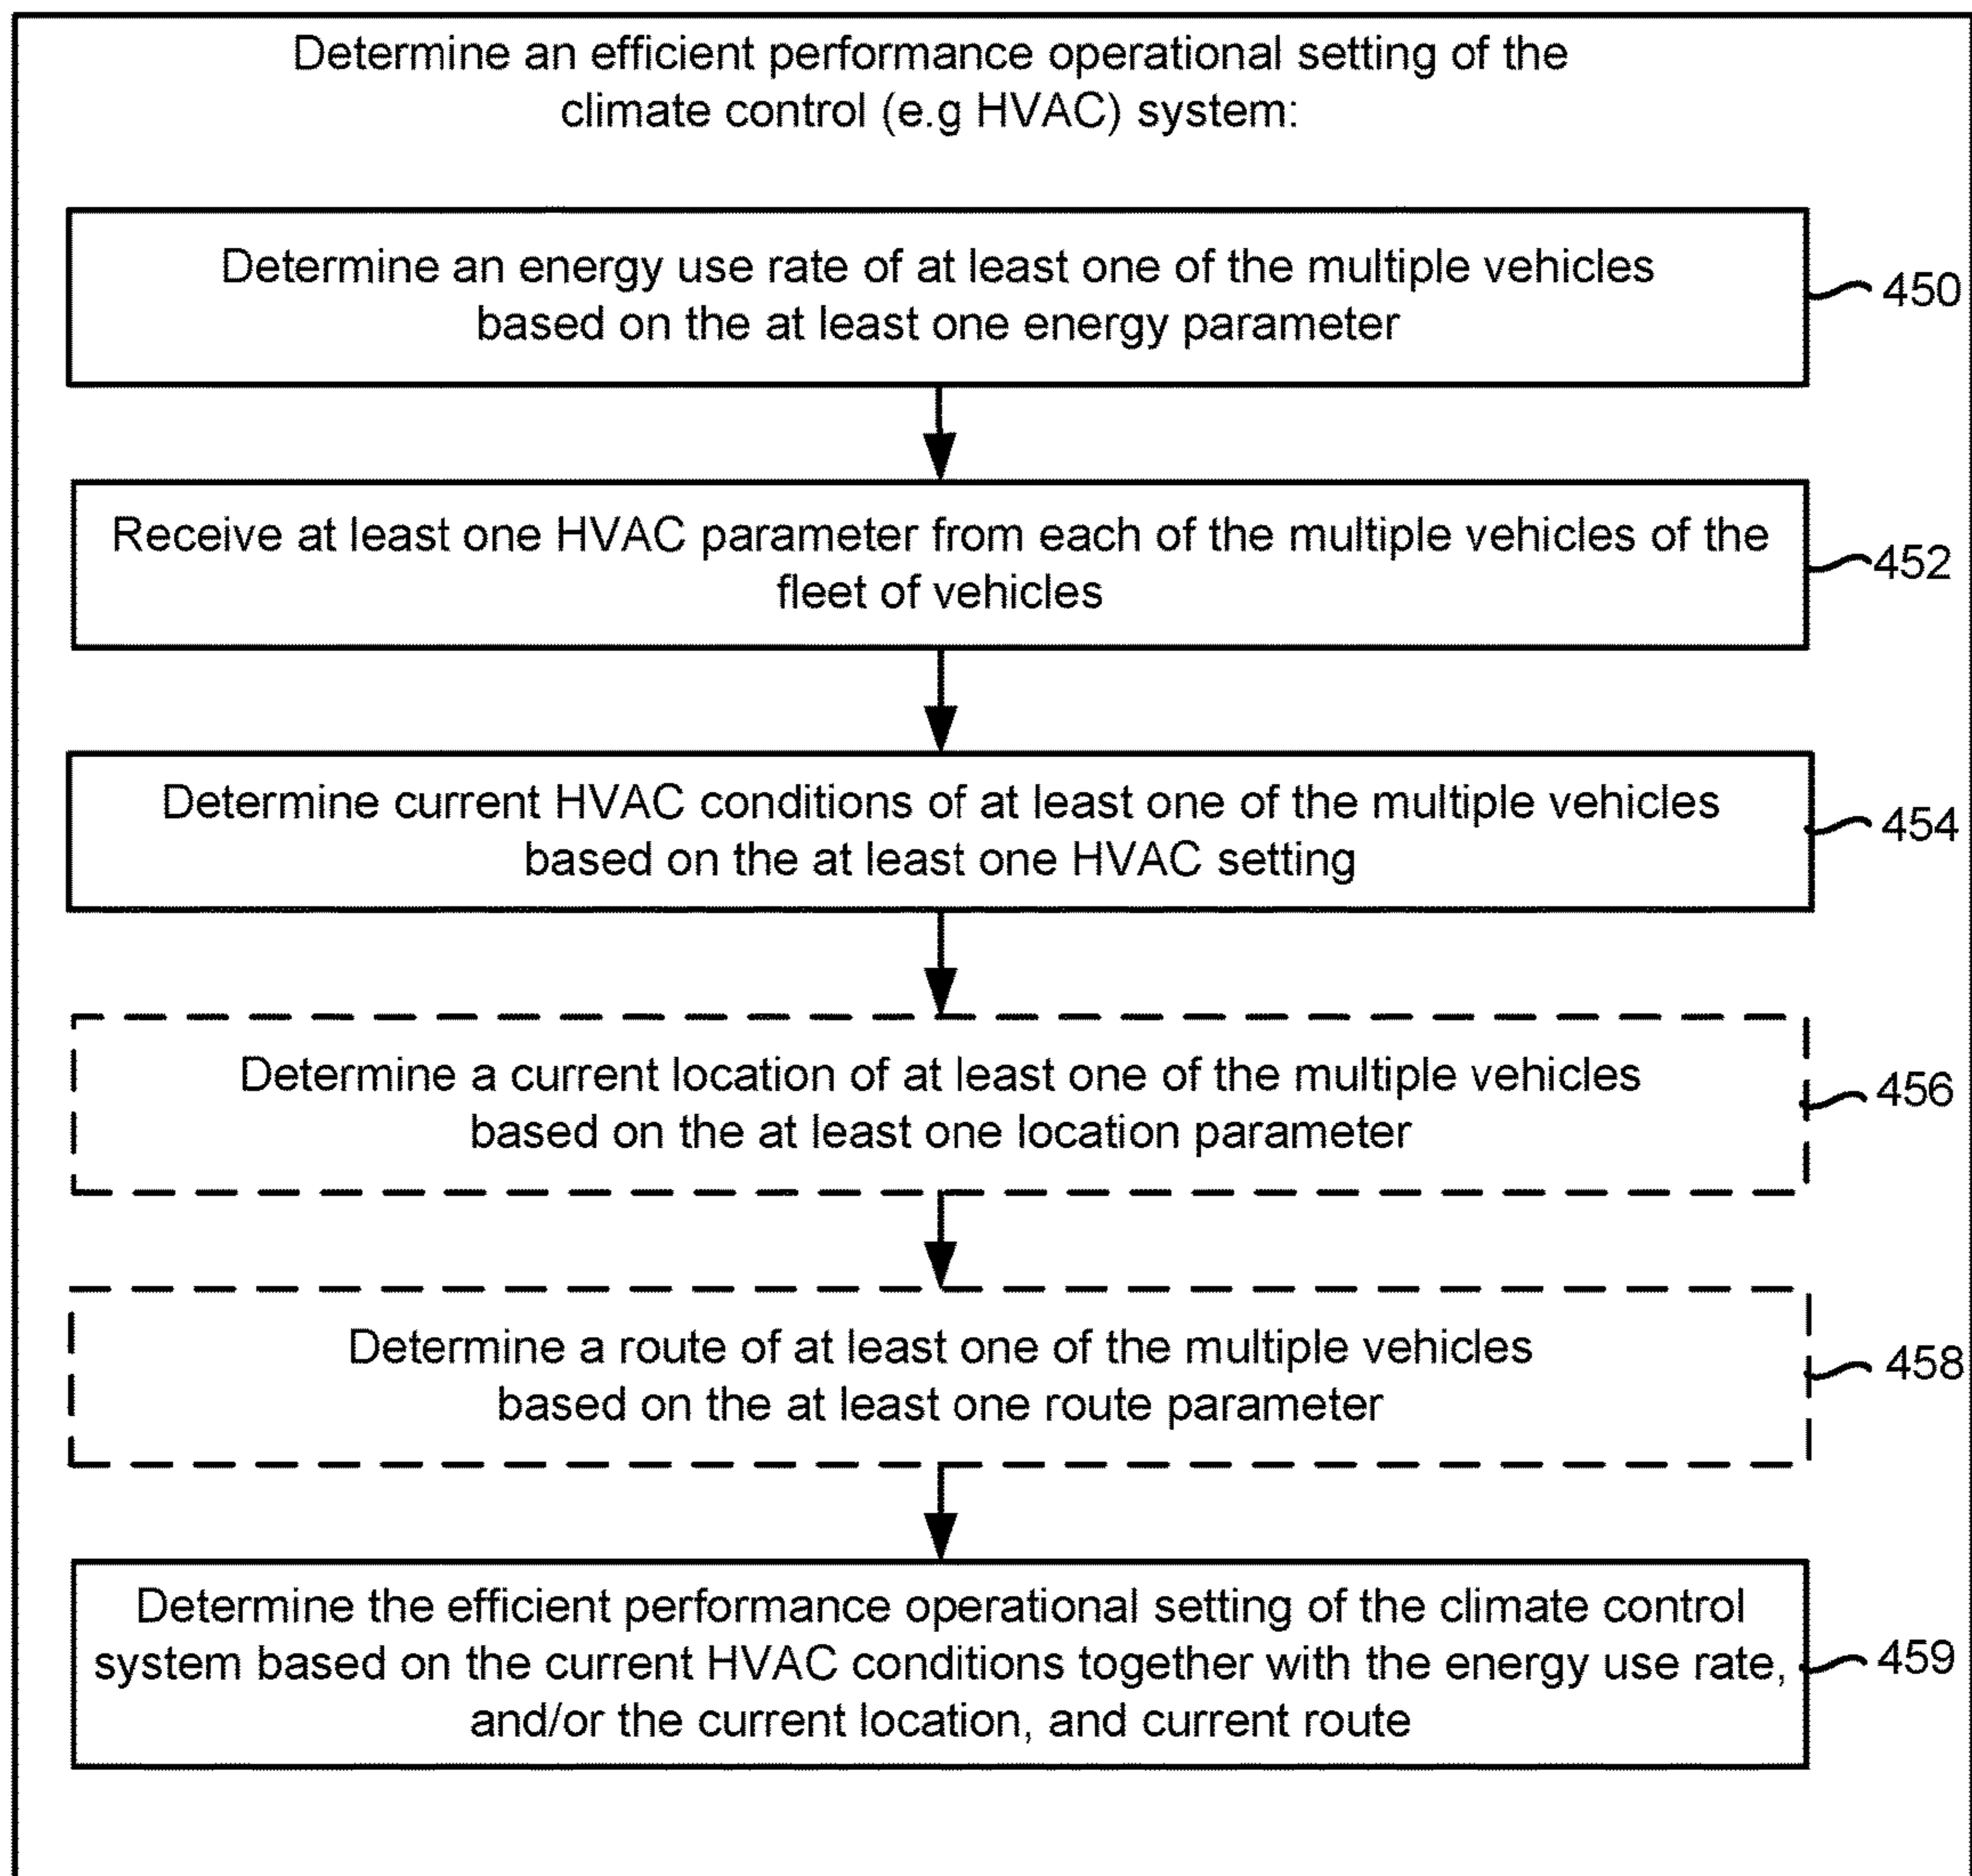 Determine an efficient performance operational setting of the
climate control (e.g HVAC) system:
Determine an energy use rate of at least one of the multiple vehicles
based on the at least one energy parameter
450
Receive at least one HVAC parameter from each of the multiple vehicles of the
fleet of vehicles
452
Determine current HVAC conditions of at least one of the multiple vehicles
based on the at least one HVAC setting
454
Determine a current location of at least one of the multiple vehicles
based on the at least one location parameter
456
Determine a route of at least one of the multiple vehicles
based on the at least one route parameter
458
Determine the efficient performance operational setting of the climate control
system based on the current HVAC conditions together with the energy use rate,
and/or the current location, and current route
459